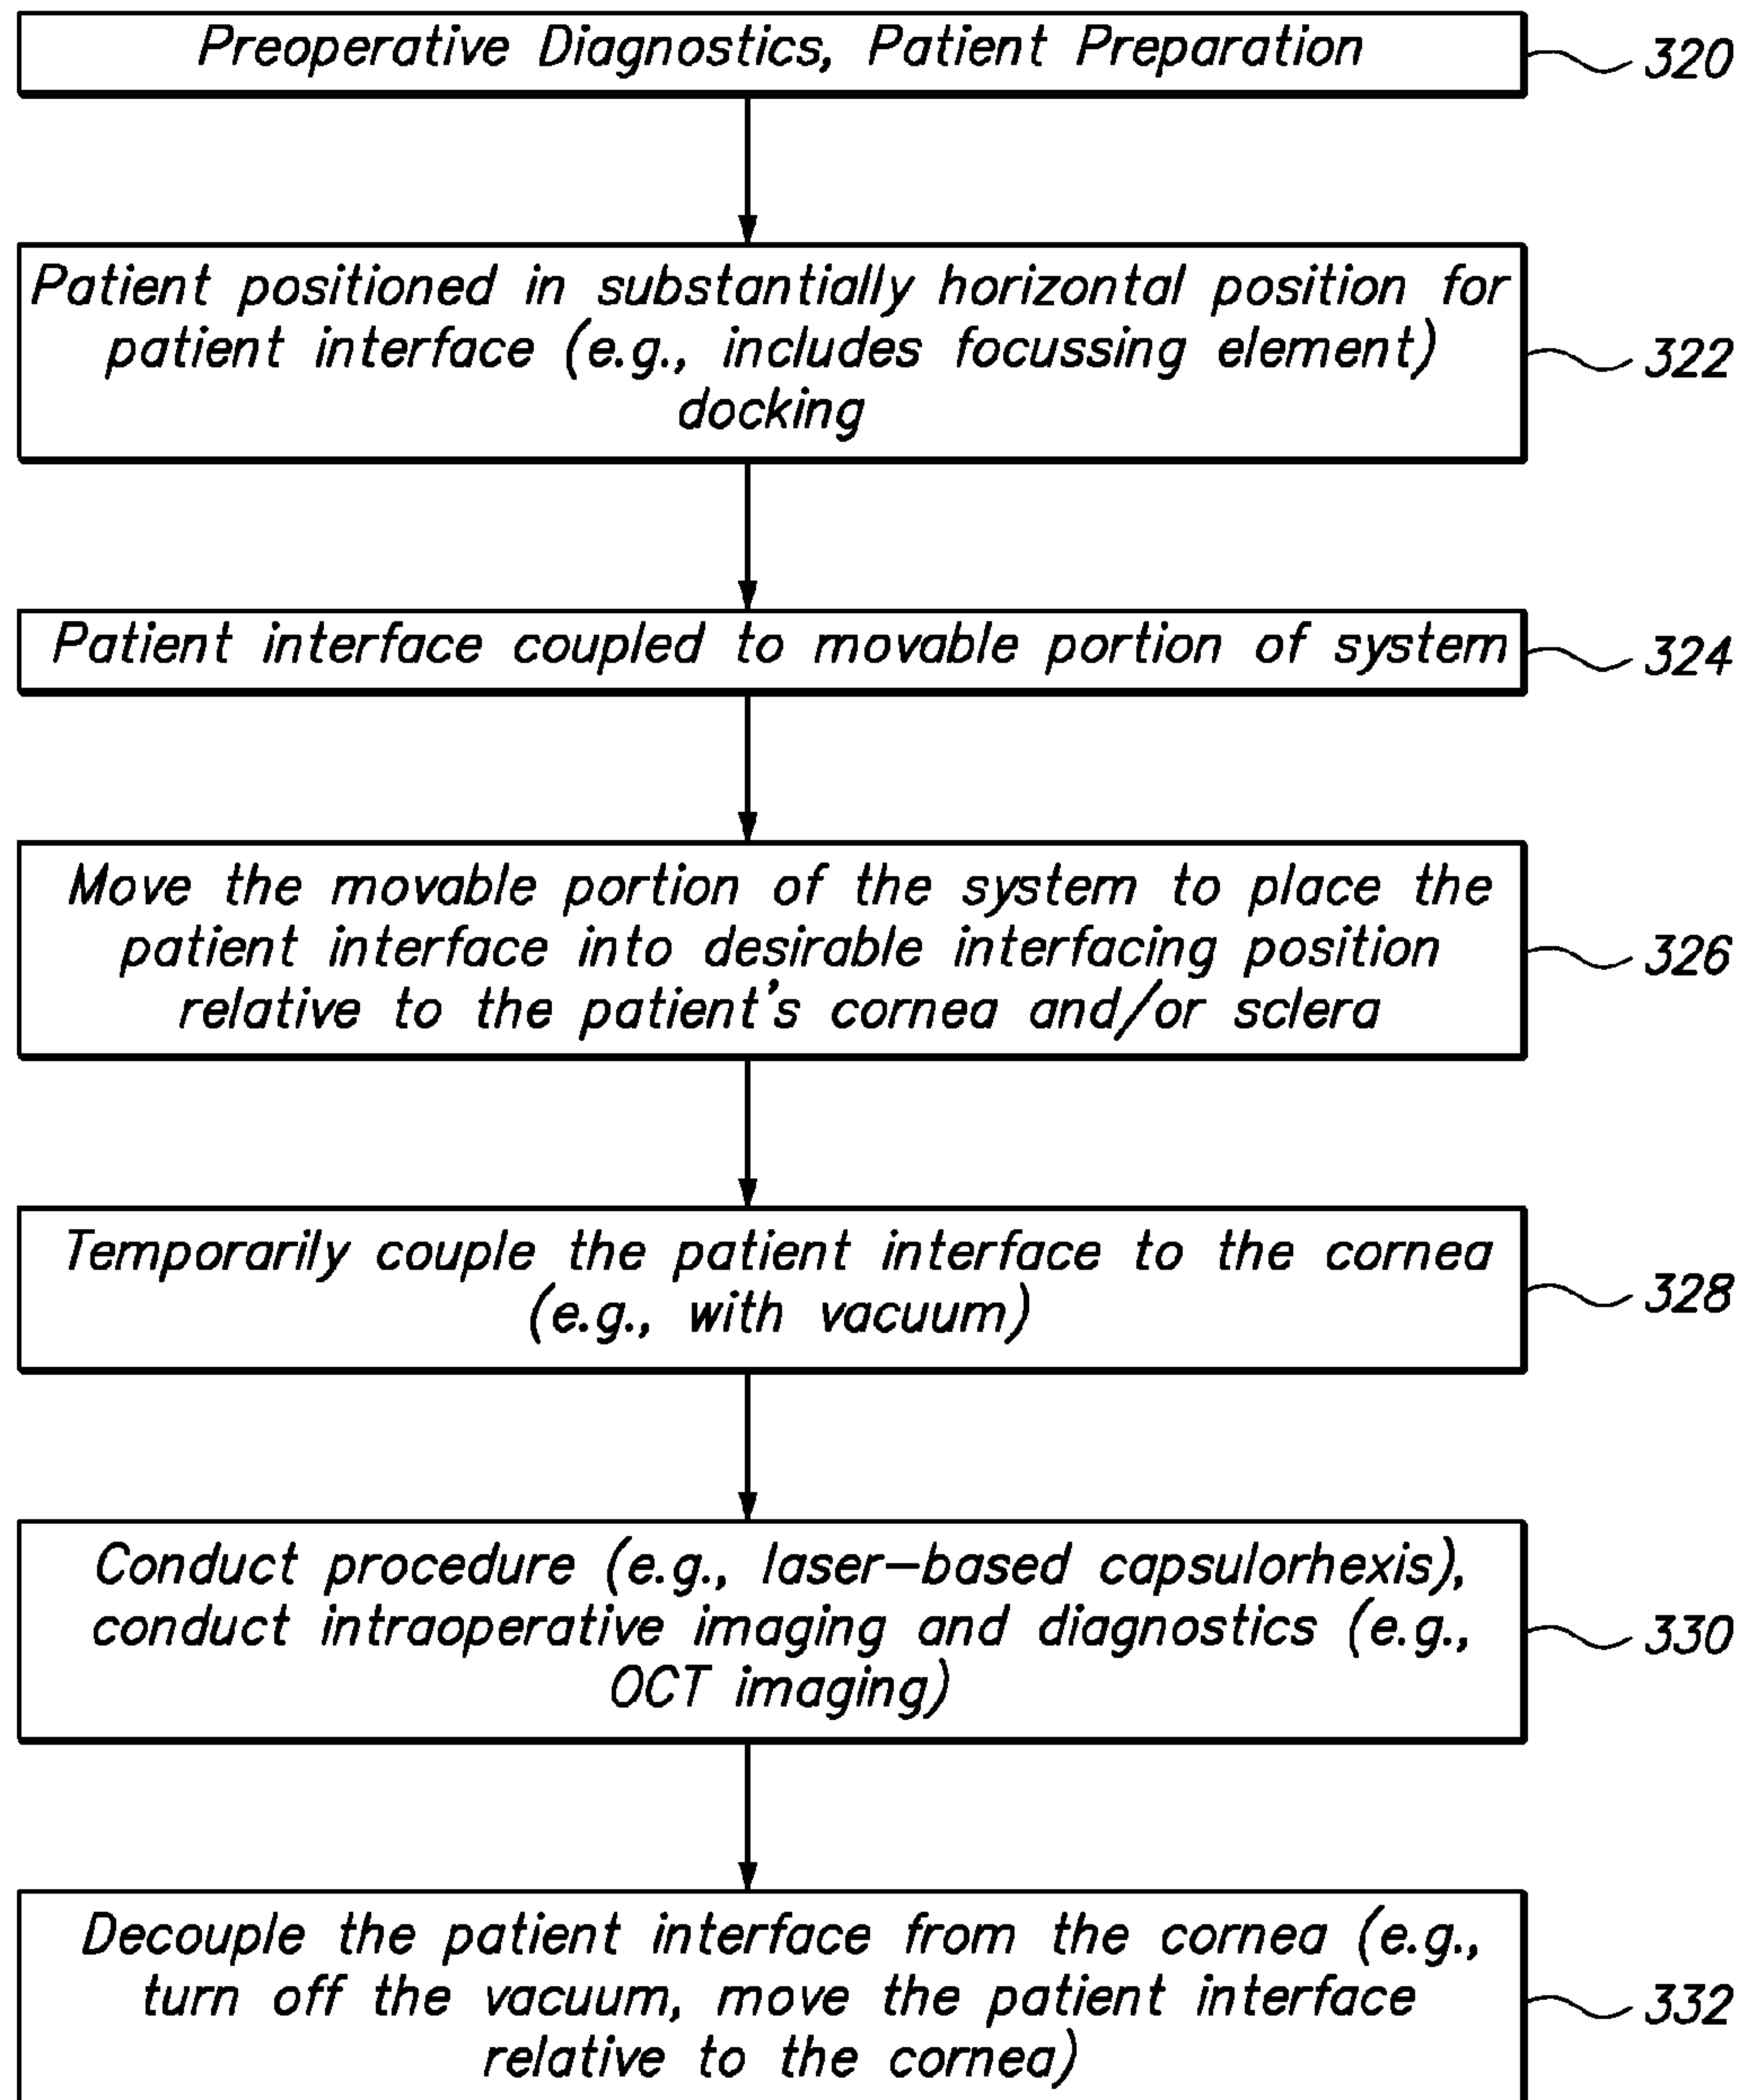 Preoperative Diagnostics, Patient Preparation
320
Patient positioned in substantially horizontal position for
patient interface (e.g., includes focussing element)
docking
322
Patient interface coupled to movable portion of system
324
Move the movable portion of the system to place the
patient interface into desirable interfacing position
relative to the patient's cornea and/or sclera
326
Temporarily couple the patient interface to the cornea
(e.g., with vacuum)
328
Conduct procedure (e.g., laser-based capsulorhexis),
conduct intraoperative imaging and diagnostics (e.g.,
OCT imaging)
330
Decouple the patient interface from the cornea (e.g.,
turn off the vacuum, move the patient interface
relative to the cornea)
332